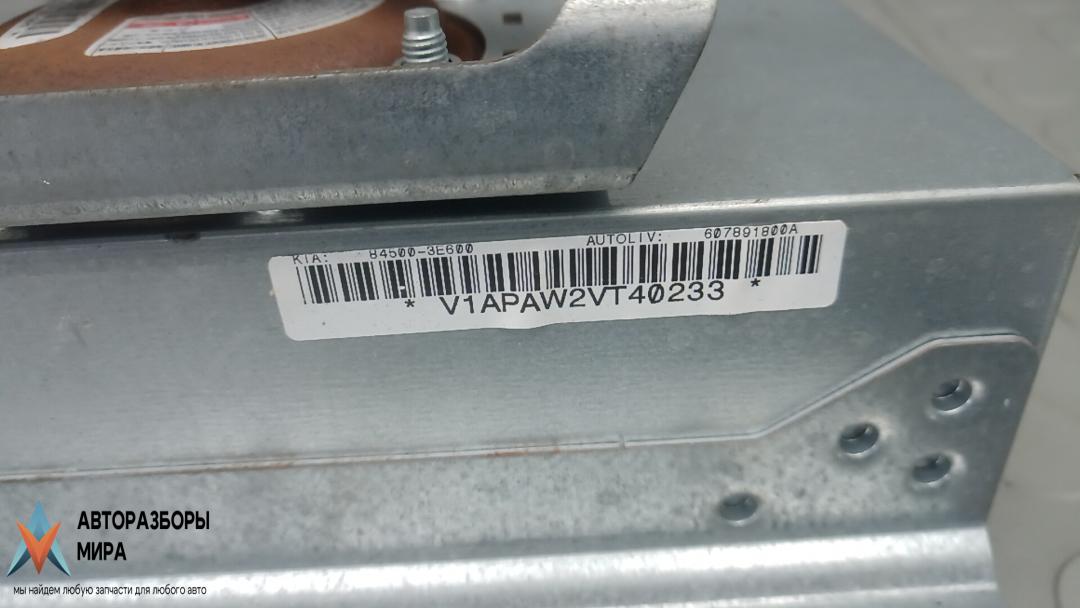 KIA: 84500-3E600 AUTOLIV: 607891800A
* V1APAW2VT40233 *
АВТОРАЗБОРЫ
МИРА
мы найдем любую запчасти для любого авто